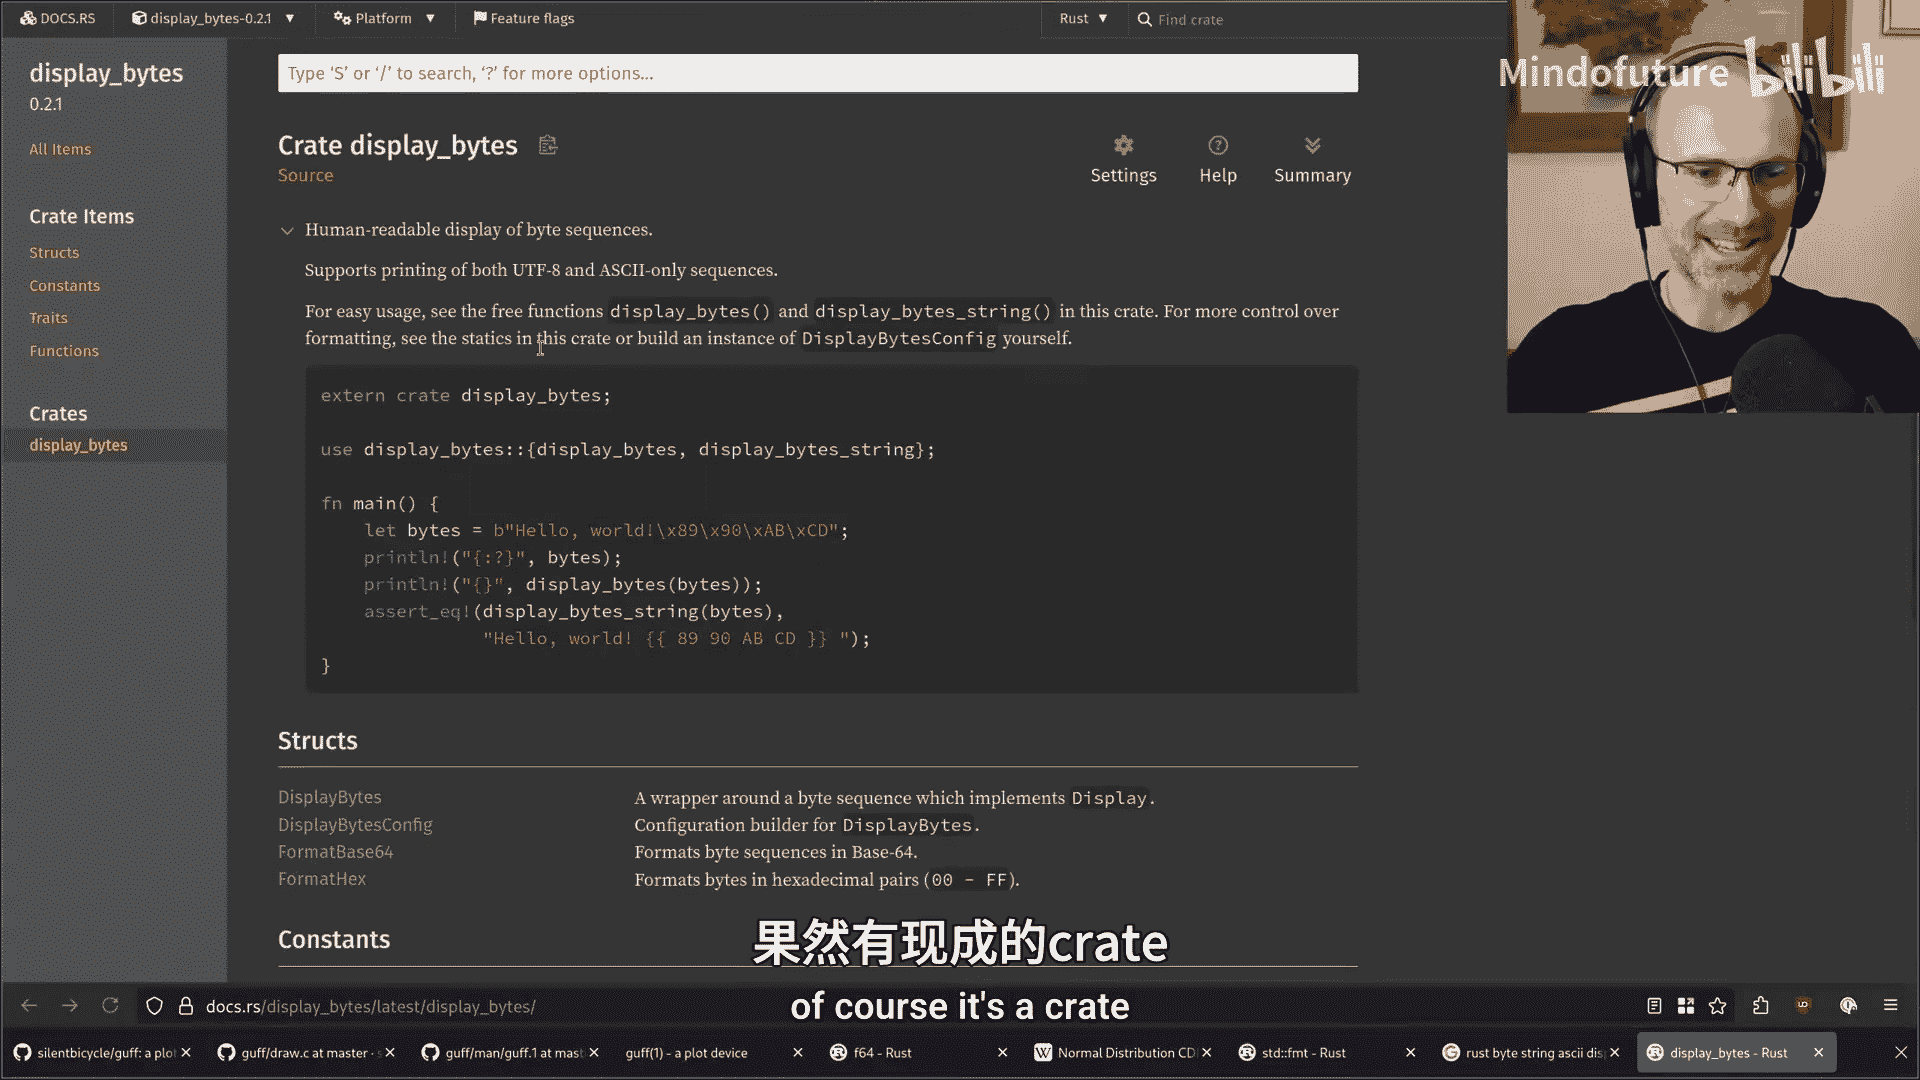 DOCS.RS
display_bytes-0.2.1
Platform
Feature flags
Rust
Find crate
display_bytes
0.2.1
All Items
Crate Items
Structs
Constants
Traits
Functions
Crates
display_bytes
Type ‘S’ or ‘/’ to search, ‘?’ for more options…
Crate display_bytes
Source
Settings
Help
Summary
Human-readable display of byte sequences.
Supports printing of both UTF-8 and ASCII-only sequences.
For easy usage, see the free functions display_bytes() and display_bytes_string() in this crate. For more control over
formatting, see the statics in this crate or build an instance of DisplayBytesConfig yourself.
extern crate display_bytes;
use display_bytes::{display_bytes, display_bytes_string};
fn main() {
    let bytes = b"Hello, world!\x89\x90\xAB\xCD";
    println!("{:?}", bytes);
    println!("{}", display_bytes(bytes));
    assert_eq!(display_bytes_string(bytes),
               "Hello, world! {{ 89 90 AB CD }} ");
}
Structs
DisplayBytes A wrapper around a byte sequence which implements Display.
DisplayBytesConfig Configuration builder for DisplayBytes.
FormatBase64 Formats byte sequences in Base-64.
FormatHex Formats bytes in hexadecimal pairs (00 - FF).
Constants
Mindofuture bilibili
果然有现成的crate
of course it's a crate
docs.rs/display_bytes/latest/display_bytes/
silentbicycle/guff: a plot
guff/draw.c at master ·
guff/man/guff.1 at mast
guff(1) - a plot device
f64 - Rust
Normal Distribution CD
std::fmt - Rust
rust byte string ascii dis
display_bytes - Rust